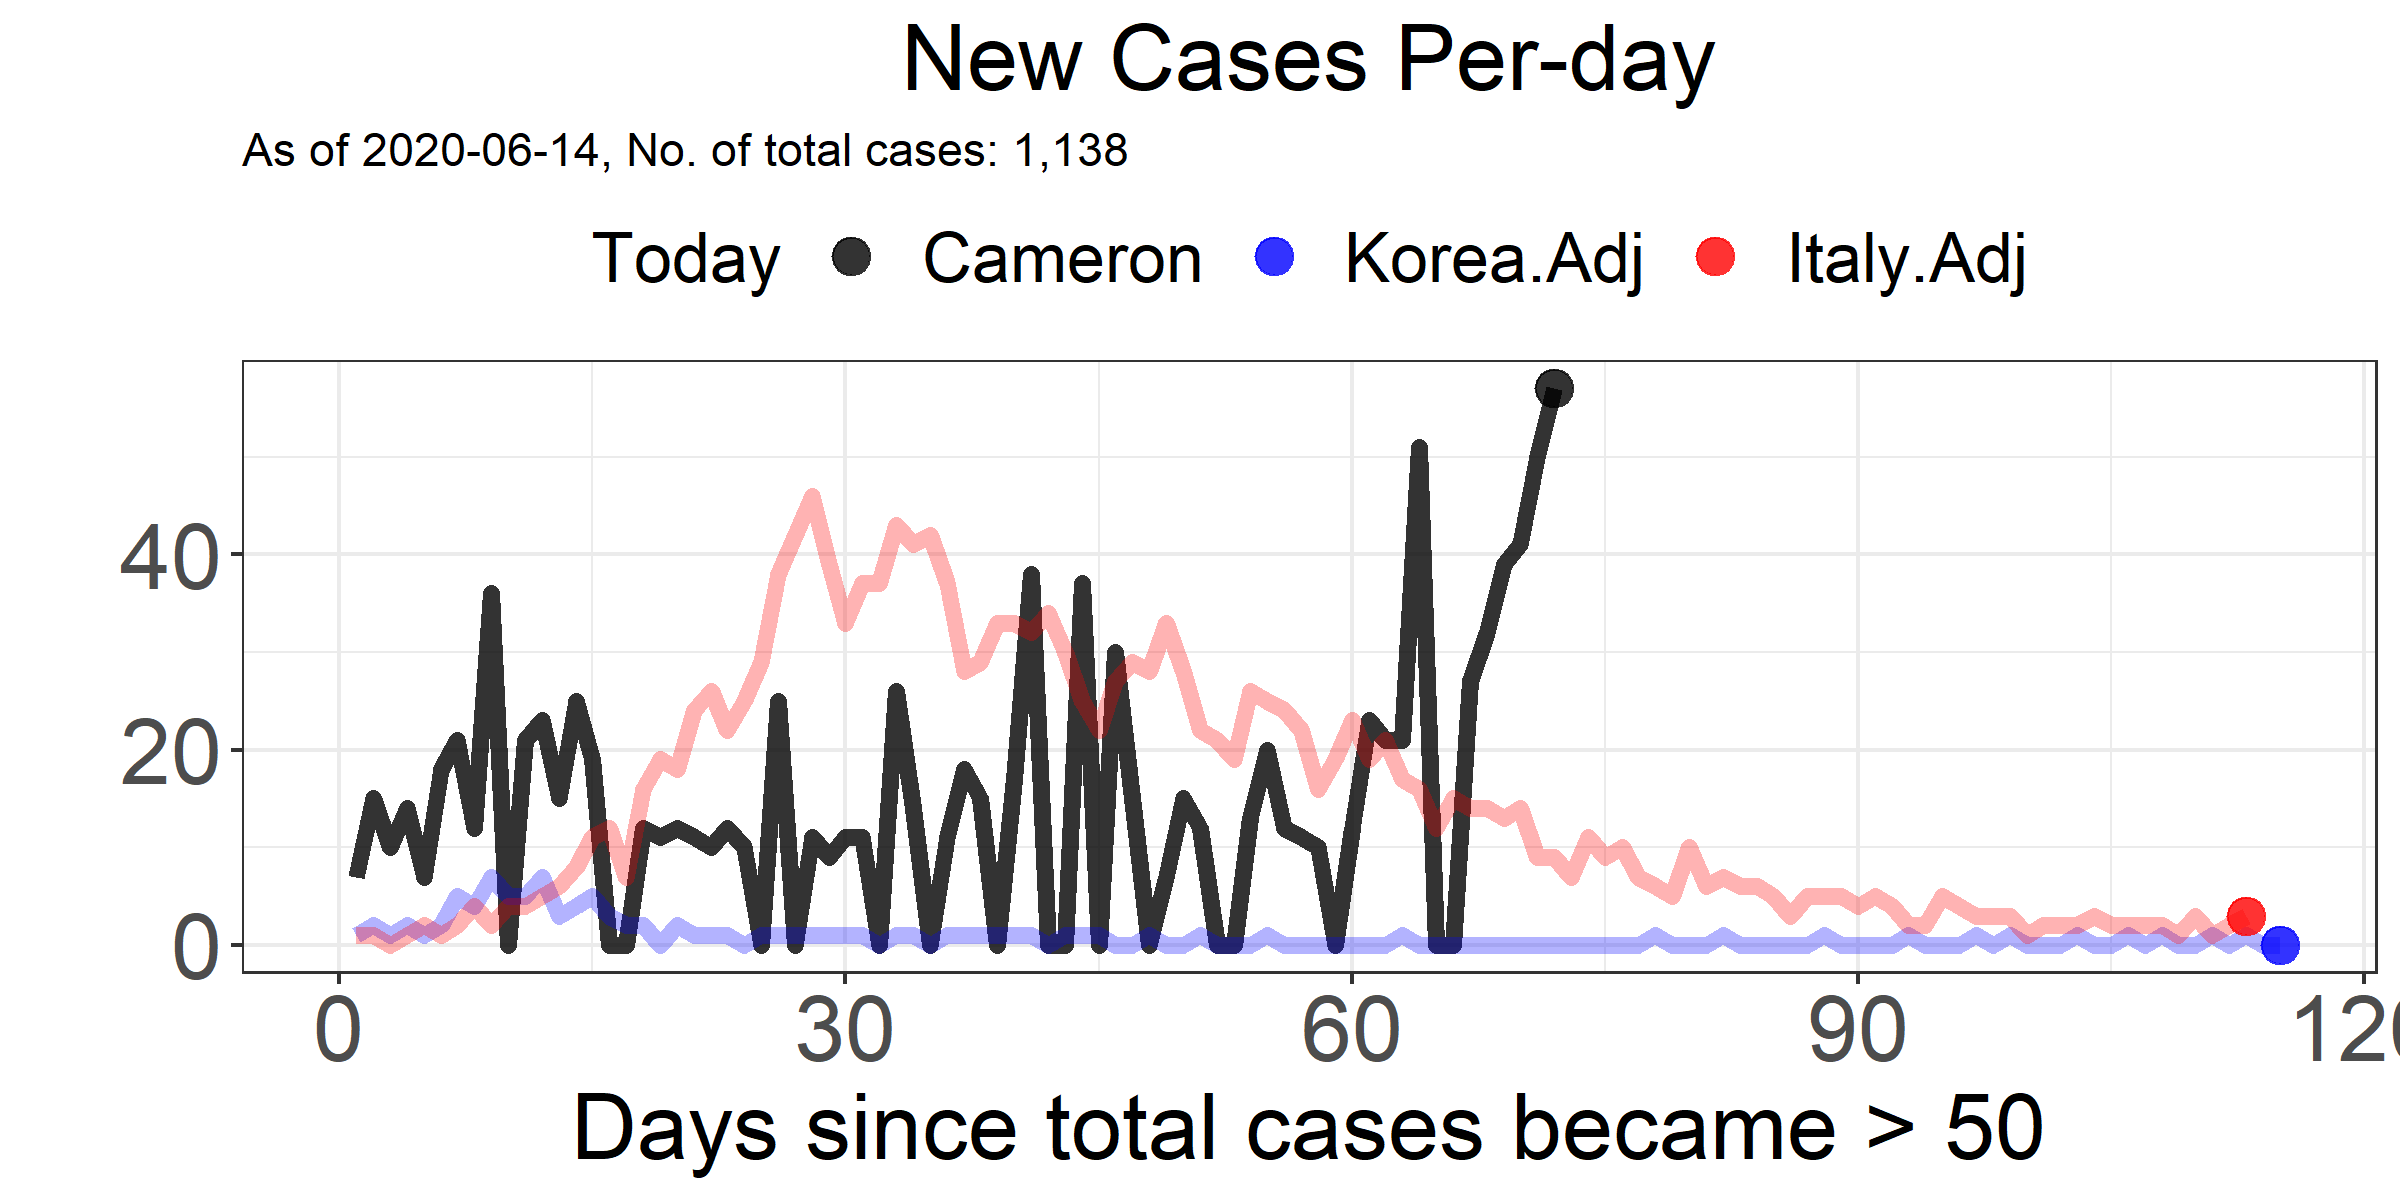 New Cases Per-day
As of 2020-06-14, No. of total cases: 1,138
Today Cameron Korea.Adj Italy.Adj
40
20
0
0 30 60 90 120
Days since total cases became > 50